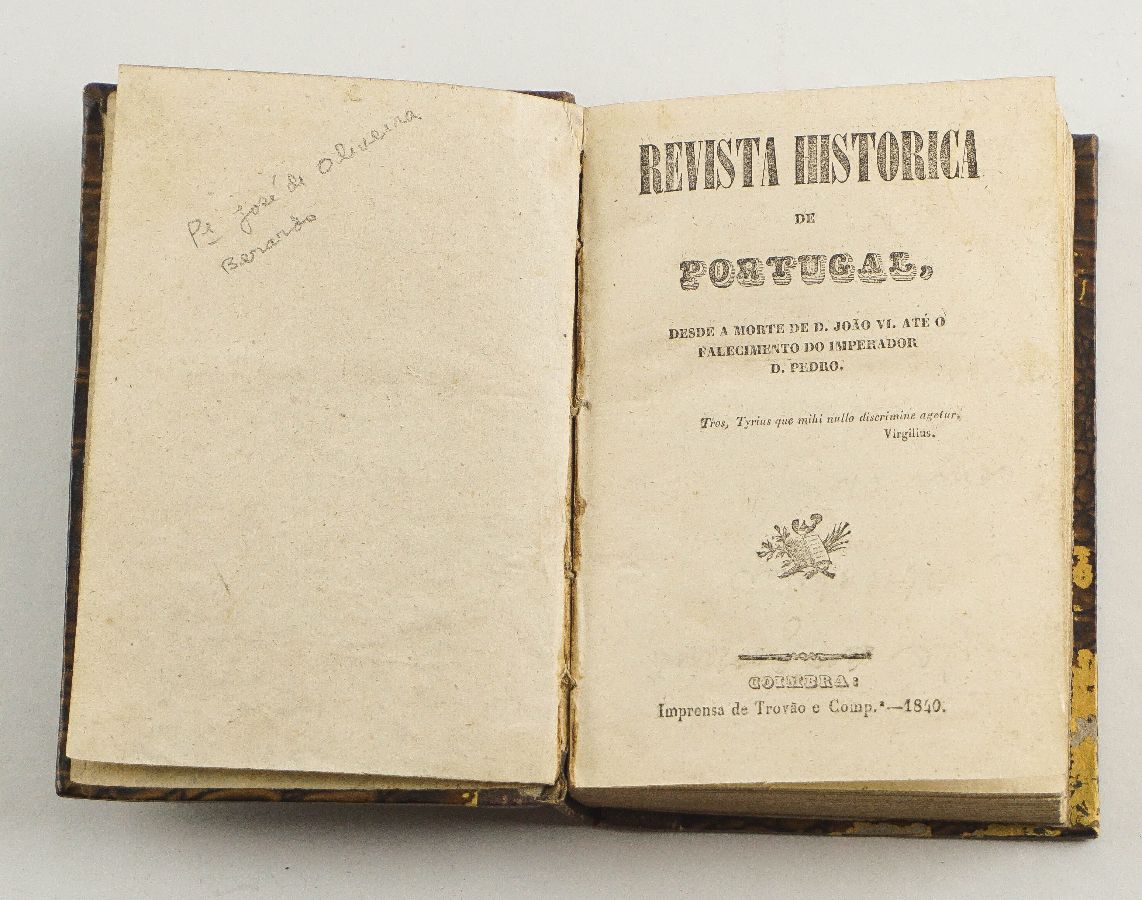 Pe José de Oliveira
Berardo
REVISTA HISTORICA
DE
PORTUGAL,
DESDE A MORTE DE D. JOÃO VI. ATÉ O
FALECIMENTO DO IMPERADOR
D. PEDRO.
Tros, Tyrius que mihi nullo discrimine agetur.
Virgilius.
COIMBRA:
Imprensa de Trovão e Comp.ª—1840.